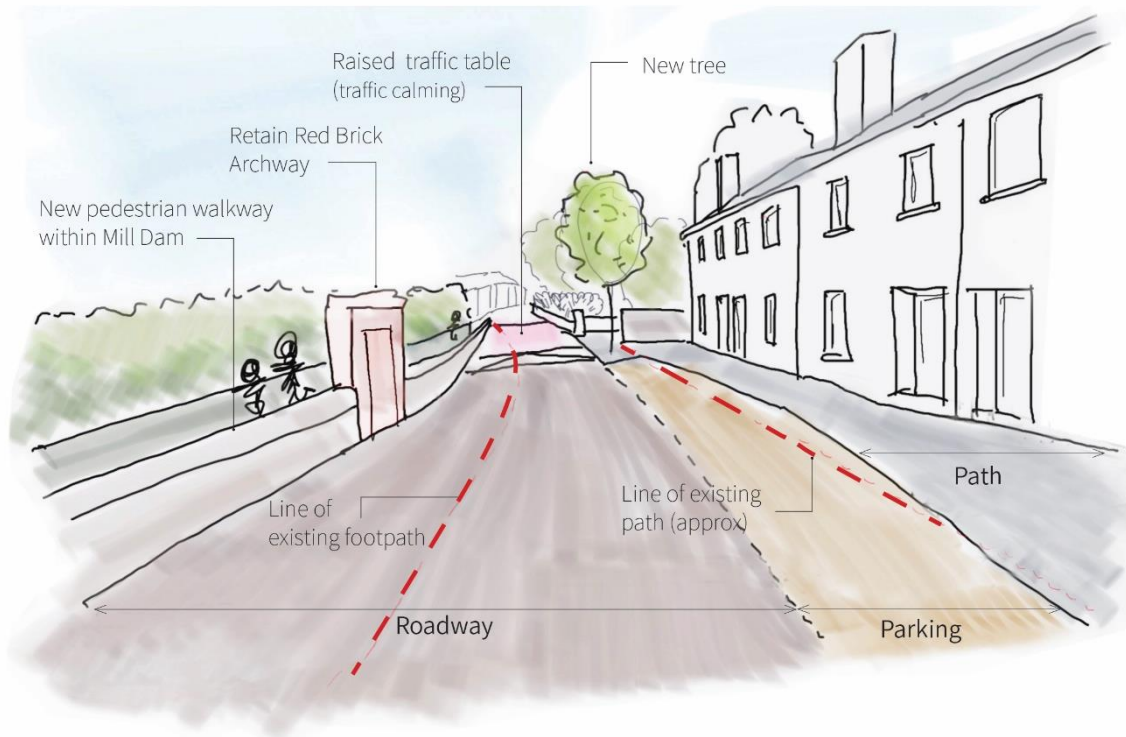 Raised traffic table
(traffic calming)
New tree
Retain Red Brick
Archway
New pedestrian walkway
within Mill Dam
Line of
existing footpath
Line of existing
path (approx)
Path
Roadway
Parking